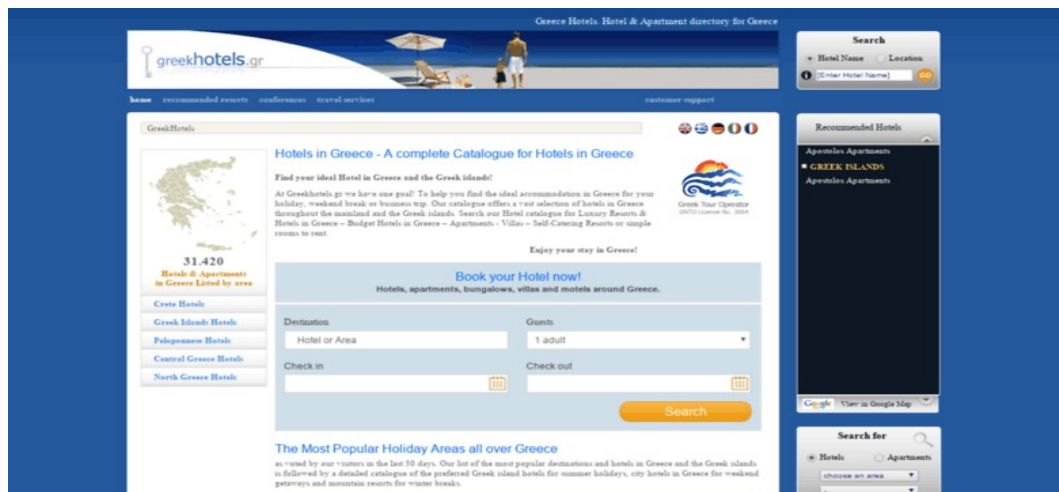 Greece Hotels. Hotel & Apartment directory for Greece
greekhotels.gr
home recommended resorts conferences travel services customer support
Search
Hotel Name Location
[Enter Hotel Name] GO
GreekHotels
31.420
Hotels & Apartments
in Greece Listed by area
Crete Hotels
Greek Islands Hotels
Peloponnese Hotels
Central Greece Hotels
North Greece Hotels
Hotels in Greece - A complete Catalogue for Hotels in Greece
Find your ideal Hotel in Greece and the Greek islands!
At Greekhotels.gr we have one goal! To help you find the ideal accommodation in Greece for your
holiday, weekend break or business trip. Our catalogue offers a vast selection of hotels in Greece
throughout the mainland and the Greek islands. Search our Hotel catalogue for Luxury Resorts &
Hotels in Greece – Budget Hotels in Greece – Apartments - Villas – Self-Catering Resorts or simple
rooms to rent.
Enjoy your stay in Greece!
Greek Tour Operator
GNTO License No. 3664
Book your Hotel now!
Hotels, apartments, bungalows, villas and motels around Greece.
Destination Guests
Hotel or Area 1 adult
Check in Check out
Search
The Most Popular Holiday Areas all over Greece
as voted by our visitors in the last 30 days. Our list of the most popular destinations and hotels in Greece and the Greek islands
is followed by a detailed catalogue of the preferred Greek island hotels for summer holidays, city hotels in Greece for weekend
getaways and mountain resorts for winter breaks.
Recommended Hotels
Apostolos Apartments
GREEK ISLANDS
Apostolos Apartments
Google View in Google Map
Search for
Hotels Apartments
choose an area